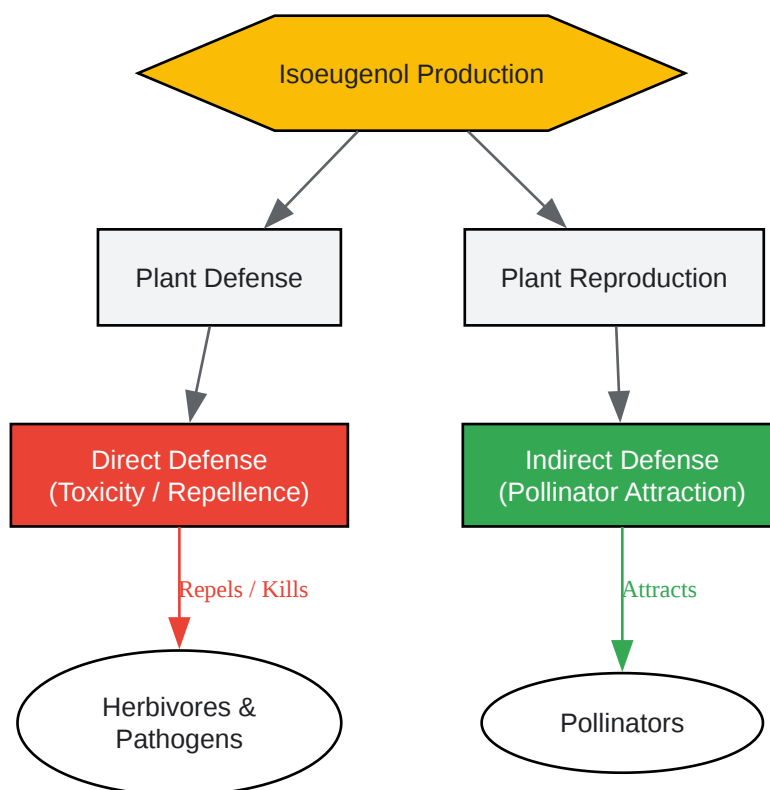 Isoeugenol Production
Plant Defense
Plant Reproduction
Direct Defense
(Toxicity / Repellence)
Indirect Defense
(Pollinator Attraction)
Repels / Kills
Attracts
Herbivores &
Pathogens
Pollinators